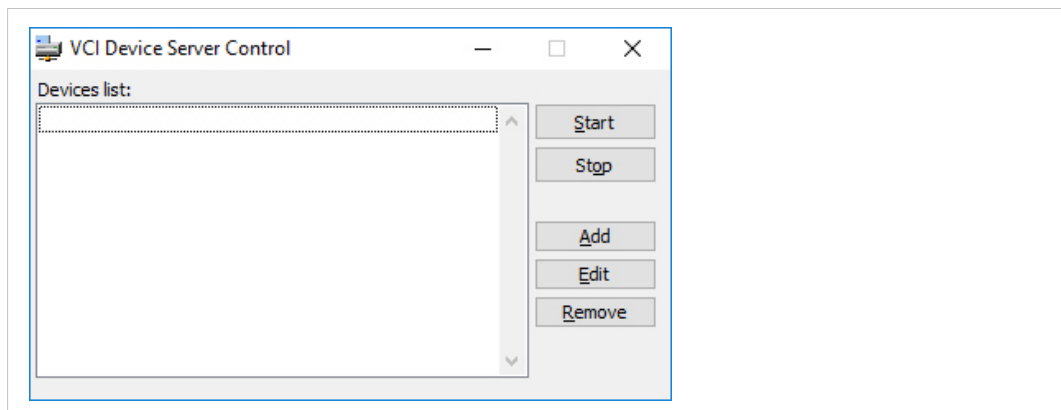 VCI Device Server Control
Devices list:
Start
Stop
Add
Edit
Remove